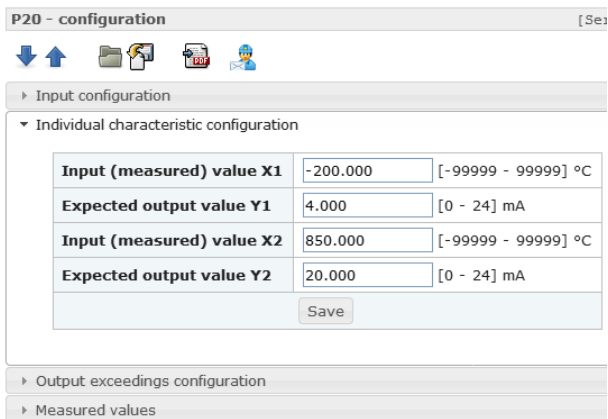 P20 - configuration [Se
PDF
Input configuration
Individual characteristic configuration
Input (measured) value X1 -200.000 [-99999 - 99999] °C
Expected output value Y1 4.000 [0 - 24] mA
Input (measured) value X2 850.000 [-99999 - 99999] °C
Expected output value Y2 20.000 [0 - 24] mA
Save
Output exceedings configuration
Measured values